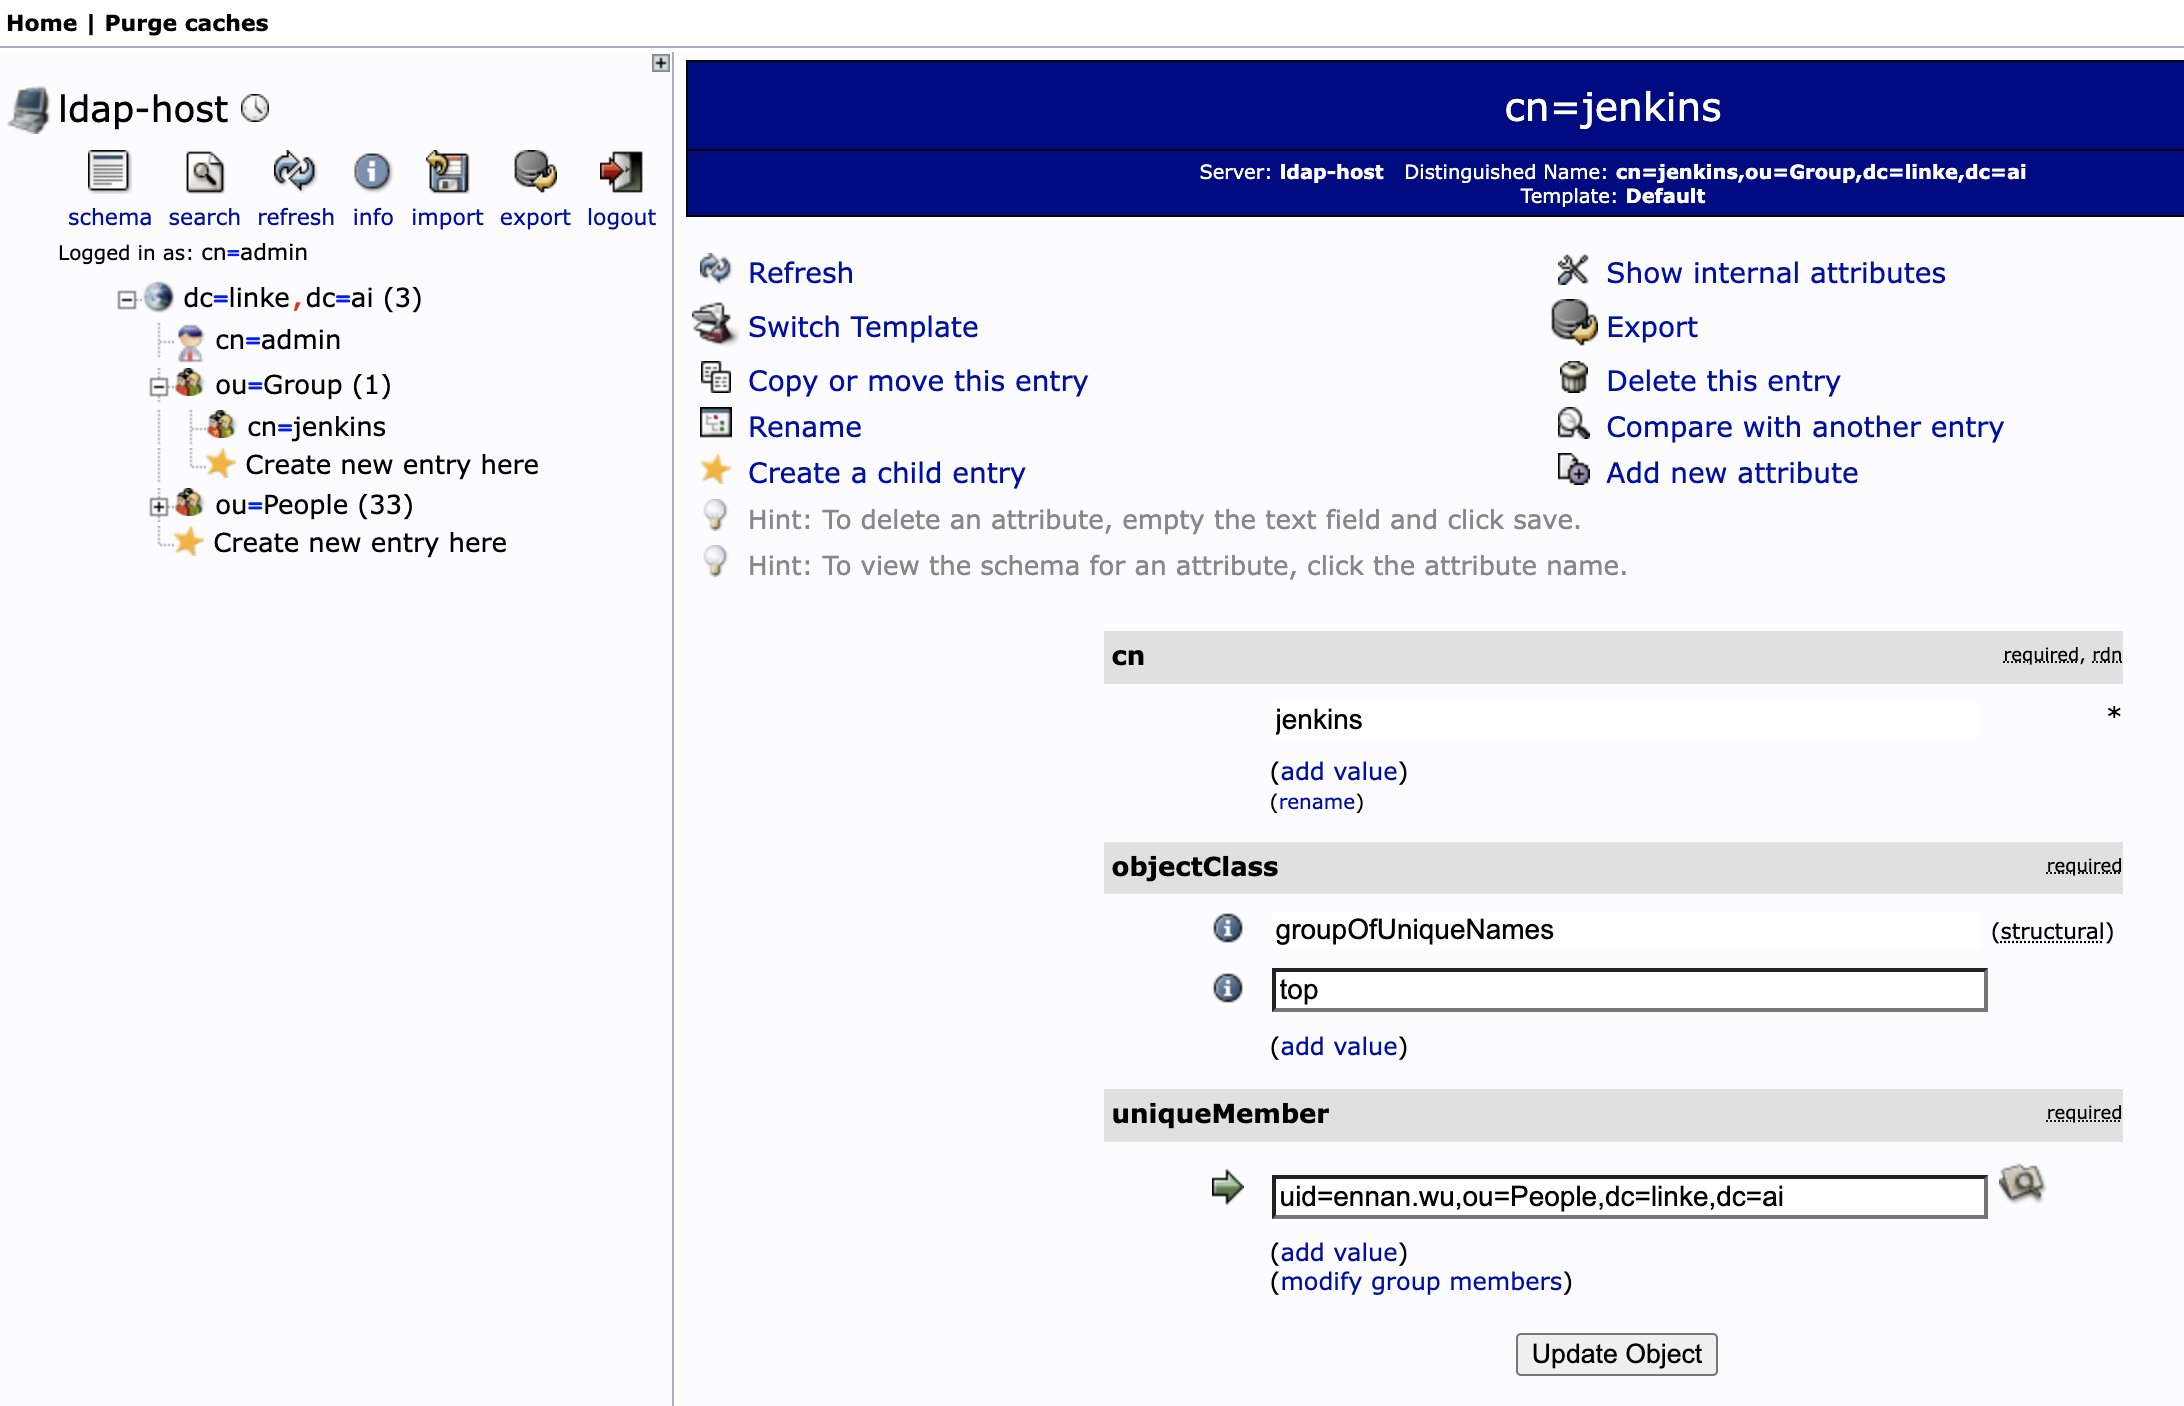 Home | Purge caches
ldap-host
schema search refresh info import export logout
Logged in as: cn=admin
dc=linke,dc=ai (3)
cn=admin
ou=Group (1)
cn=jenkins
Create new entry here
ou=People (33)
Create new entry here
cn=jenkins
Server: ldap-host Distinguished Name: cn=jenkins,ou=Group,dc=linke,dc=ai
Template: Default
Refresh
Show internal attributes
Switch Template
Export
Copy or move this entry
Delete this entry
Rename
Compare with another entry
Create a child entry
Add new attribute
Hint: To delete an attribute, empty the text field and click save.
Hint: To view the schema for an attribute, click the attribute name.
cn required, rdn
jenkins *
(add value)
(rename)
objectClass required
groupOfUniqueNames (structural)
top
(add value)
uniqueMember required
uid=ennan.wu,ou=People,dc=linke,dc=ai
(add value)
(modify group members)
Update Object